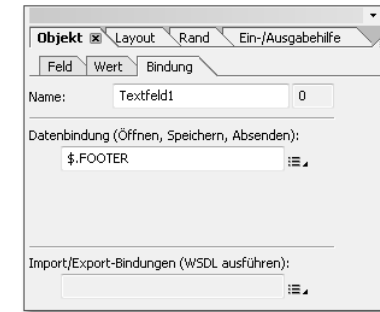 Objekt Layout Rand Ein-/Ausgabehilfe
Feld Wert Bindung
Name: Textfeld1 0
Datenbindung (Öffnen, Speichern, Absenden):
$.FOOTER
Import/Export-Bindungen (WSDL ausführen):